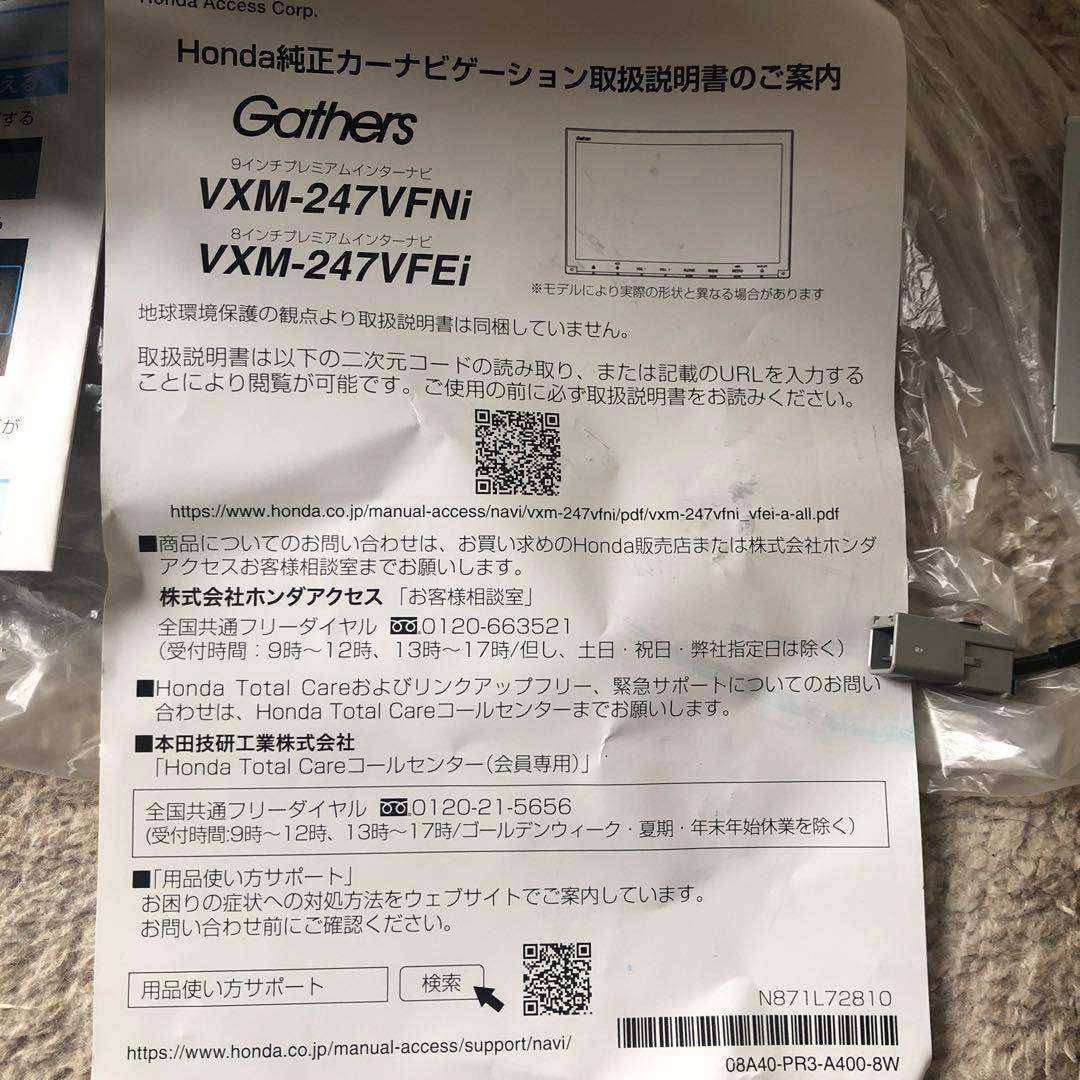 Honda Access Corp.
Honda純正カーナビゲーション取扱説明書のご案内
Gathers
9インチプレミアムインターナビ
VXM-247VFNi
8インチプレミアムインターナビ
VXM-247VFEi
※モデルにより実際の形状と異なる場合があります
地球環境保護の観点より取扱説明書は同梱していません。
取扱説明書は以下の二次元コードの読み取り、または記載のURLを入力する
ことにより閲覧が可能です。ご使用の前に必ず取扱説明書をお読みください。
https://www.honda.co.jp/manual-access/navi/vxm-247vfni/pdf/vxm-247vfni_vfei-a-all.pdf
■商品についてのお問い合わせは、お買い求めのHonda販売店または株式会社ホンダ
アクセスお客様相談室までお願いします。
株式会社ホンダアクセス「お客様相談室」
全国共通フリーダイヤル 0120-663521
（受付時間：9時～12時、13時～17時/但し、土日・祝日・弊社指定日は除く）
■Honda Total Careおよびリンクアップフリー、緊急サポートについてのお問い
合わせは、Honda Total Careコールセンターまでお願いします。
■本田技研工業株式会社
「Honda Total Careコールセンター（会員専用）」
全国共通フリーダイヤル 0120-21-5656
(受付時間:9時～12時、13時～17時/ゴールデンウィーク・夏期・年末年始休業を除く)
■「用品使い方サポート」
お困りの症状への対処方法をウェブサイトでご案内しています。
お問い合わせ前にご確認ください。
用品使い方サポート 検索
https://www.honda.co.jp/manual-access/support/navi/
N871L72810
08A40-PR3-A400-8W
える
する
が